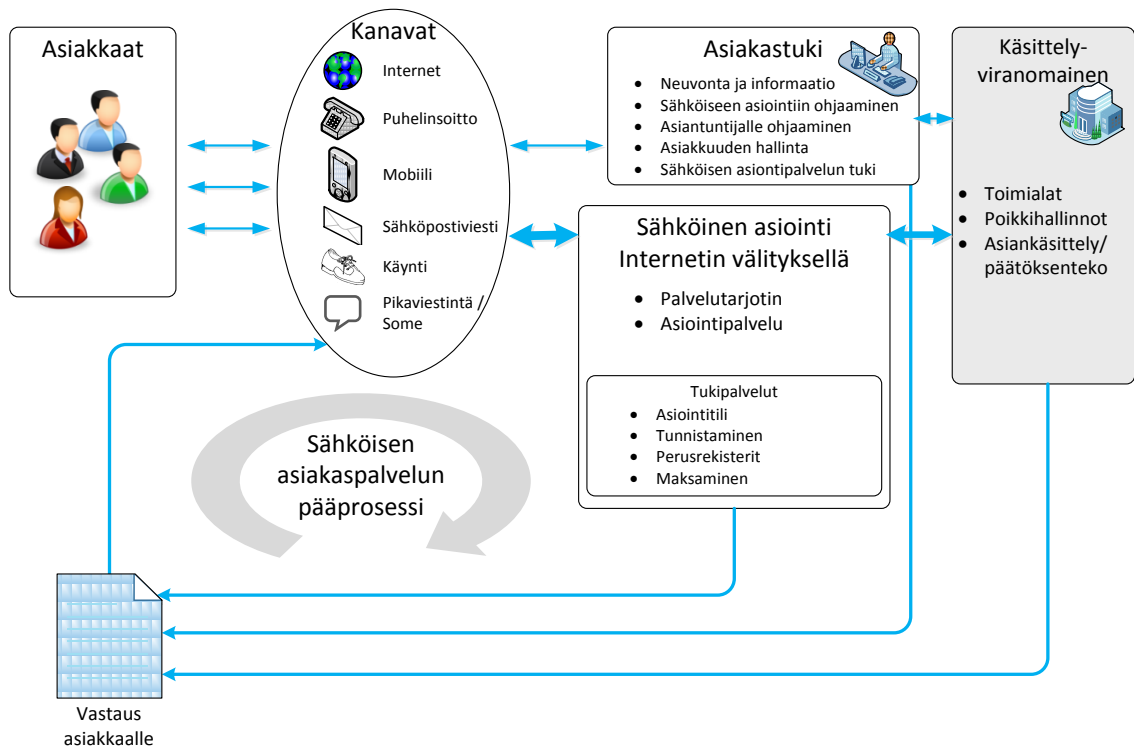 Asiakkaat
Kanavat
Internet
Puhelinsoitto
Mobiili
Sähköpostiviesti
Käynti
Pikaviestintä /
Some
Asiakastuki
• Neuvonta ja informaatio
• Sähköiseen asiointiin ohjaaminen
• Asiantuntijalle ohjaaminen
• Asiakkuuden hallinta
• Sähköisen asiontipalvelun tuki
Käsittely-
viranomainen
• Toimialat
• Poikkihallinnot
• Asiankäsittely/
päätöksenteko
Sähköinen asiointi
Internetin välityksellä
• Palvelutarjotin
• Asiointipalvelu
Tukipalvelut
• Asiointitili
• Tunnistaminen
• Perusrekisterit
• Maksaminen
Sähköisen
asiakaspalvelun
pääprosessi
Vastaus
asiakkaalle